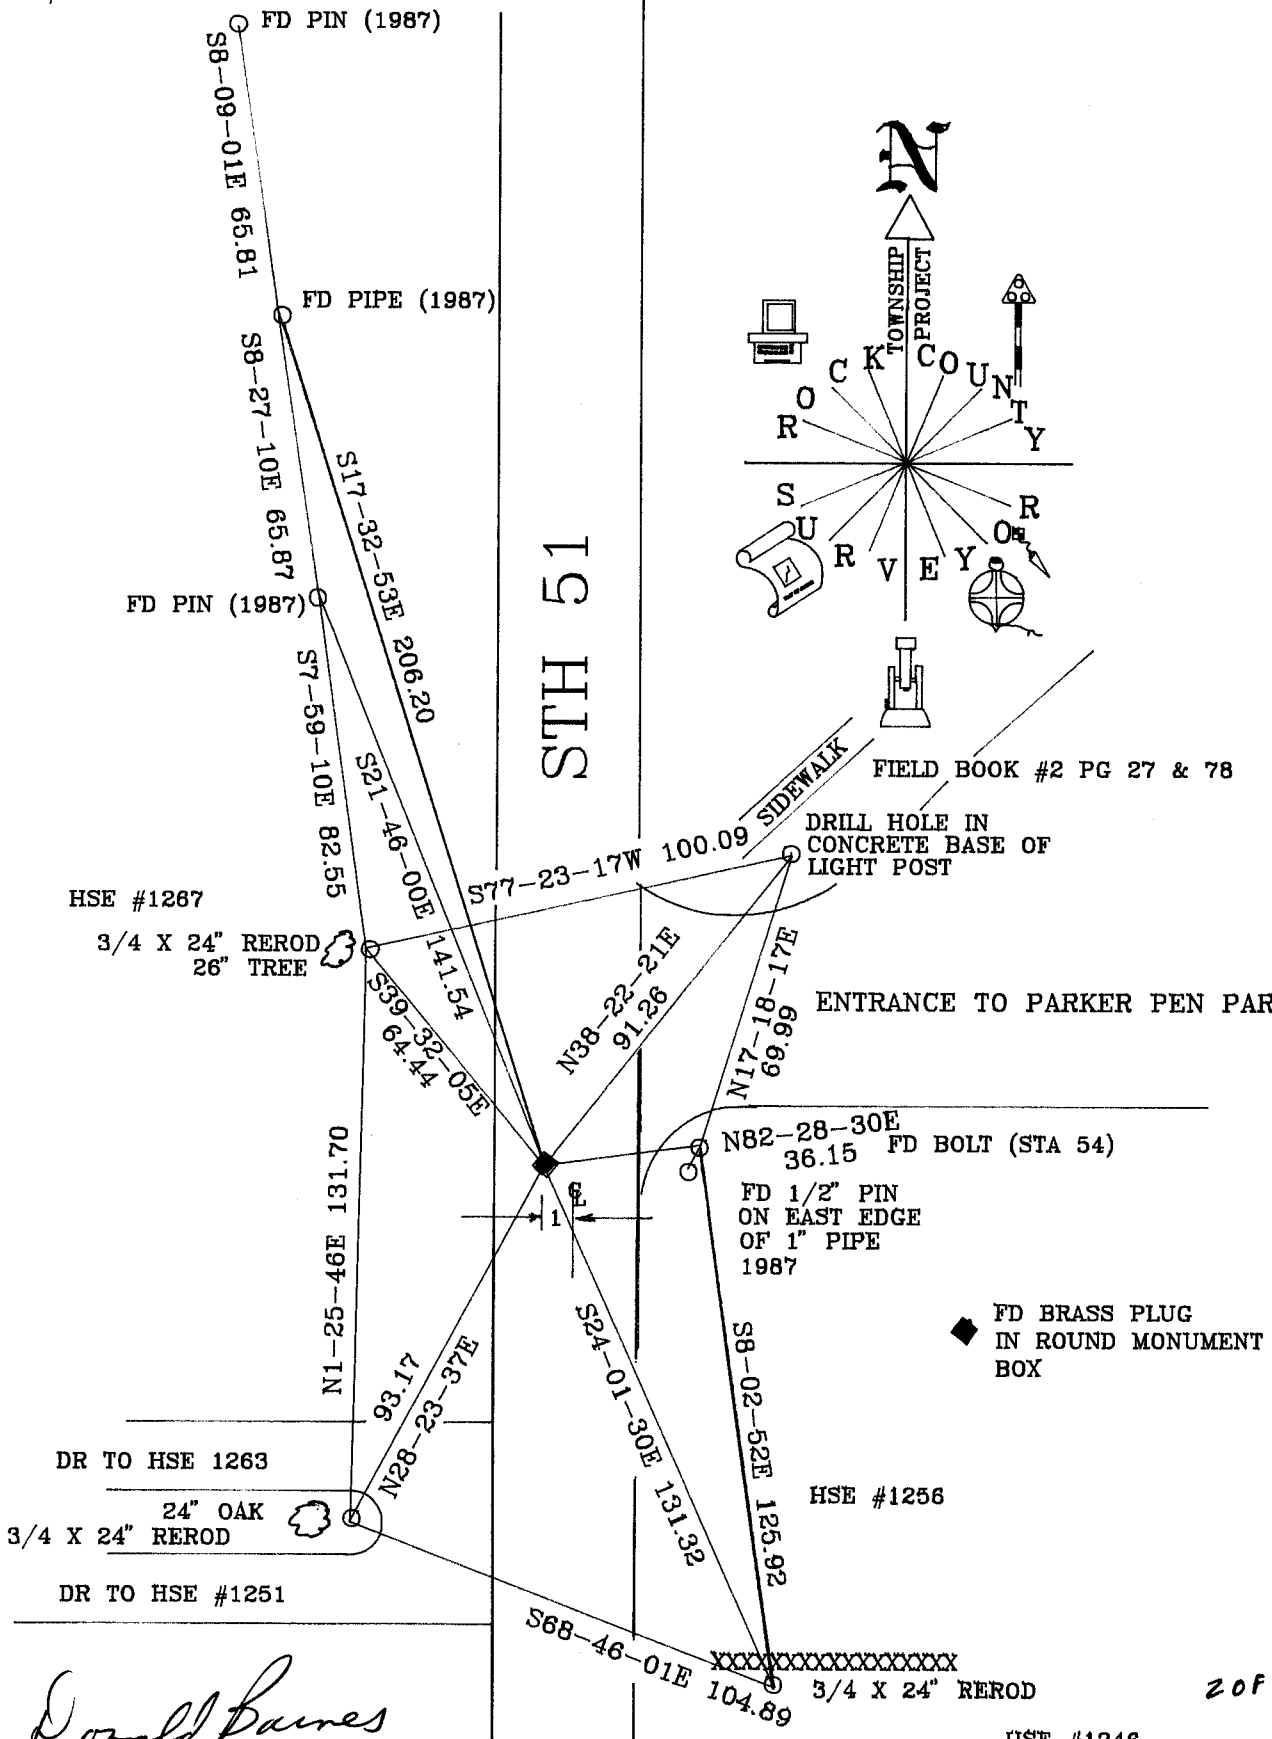 FD PIN (1987)
S8-09-01E 65.81
FD PIPE (1987)
S8-27-10E 65.87
S17-32-53E 206.20
FD PIN (1987)
S7-59-10E 82.55
S21-46-00E 141.54
STH 51
N
TOWNSHIP
PROJECT
ROCK COUNTY
SURVEYOR
FIELD BOOK #2 PG 27 & 78
SIDEWALK
S77-23-17W 100.09
DRILL HOLE IN
CONCRETE BASE OF
LIGHT POST
HSE #1267
3/4 X 24" REROD
26" TREE
S39-32-05E
64.44
N38-22-21E
91.26
N17-18-17E
69.99
ENTRANCE TO PARKER PEN PAR
N82-28-30E
36.15
FD BOLT (STA 54)
FD 1/2" PIN
ON EAST EDGE
OF 1" PIPE
1987
CL
1
N1-25-46E 131.70
93.17
N28-23-37E
S24-01-30E 131.32
S8-02-52E 125.92
FD BRASS PLUG
IN ROUND MONUMENT
BOX
DR TO HSE 1263
24" OAK
3/4 X 24" REROD
HSE #1256
DR TO HSE #1251
S68-46-01E 104.89
XXXXXXXXXXXXXXXXXX
3/4 X 24" REROD
2 OF
Donald Barnes
HSE #1246